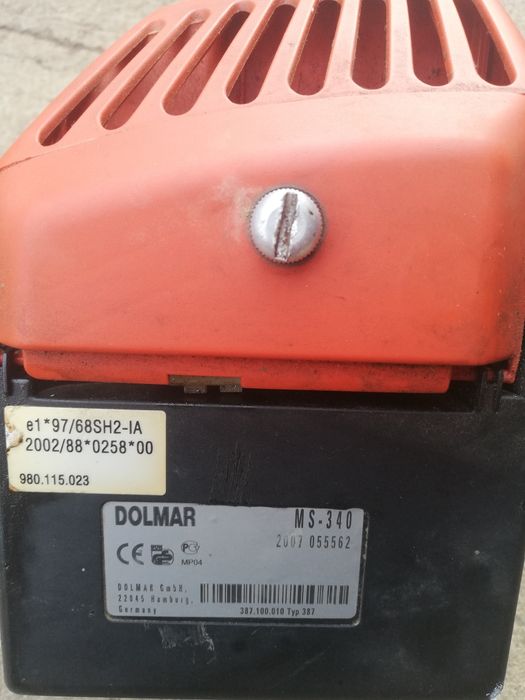 e1*97/68SH2-IA
2002/88*0258*00
980.115.023
DOLMAR MS-340
2007 055562
CE
MP04
DOLMAR GmbH,
22045 Hamburg,
Germany
387.100.010 Typ 387